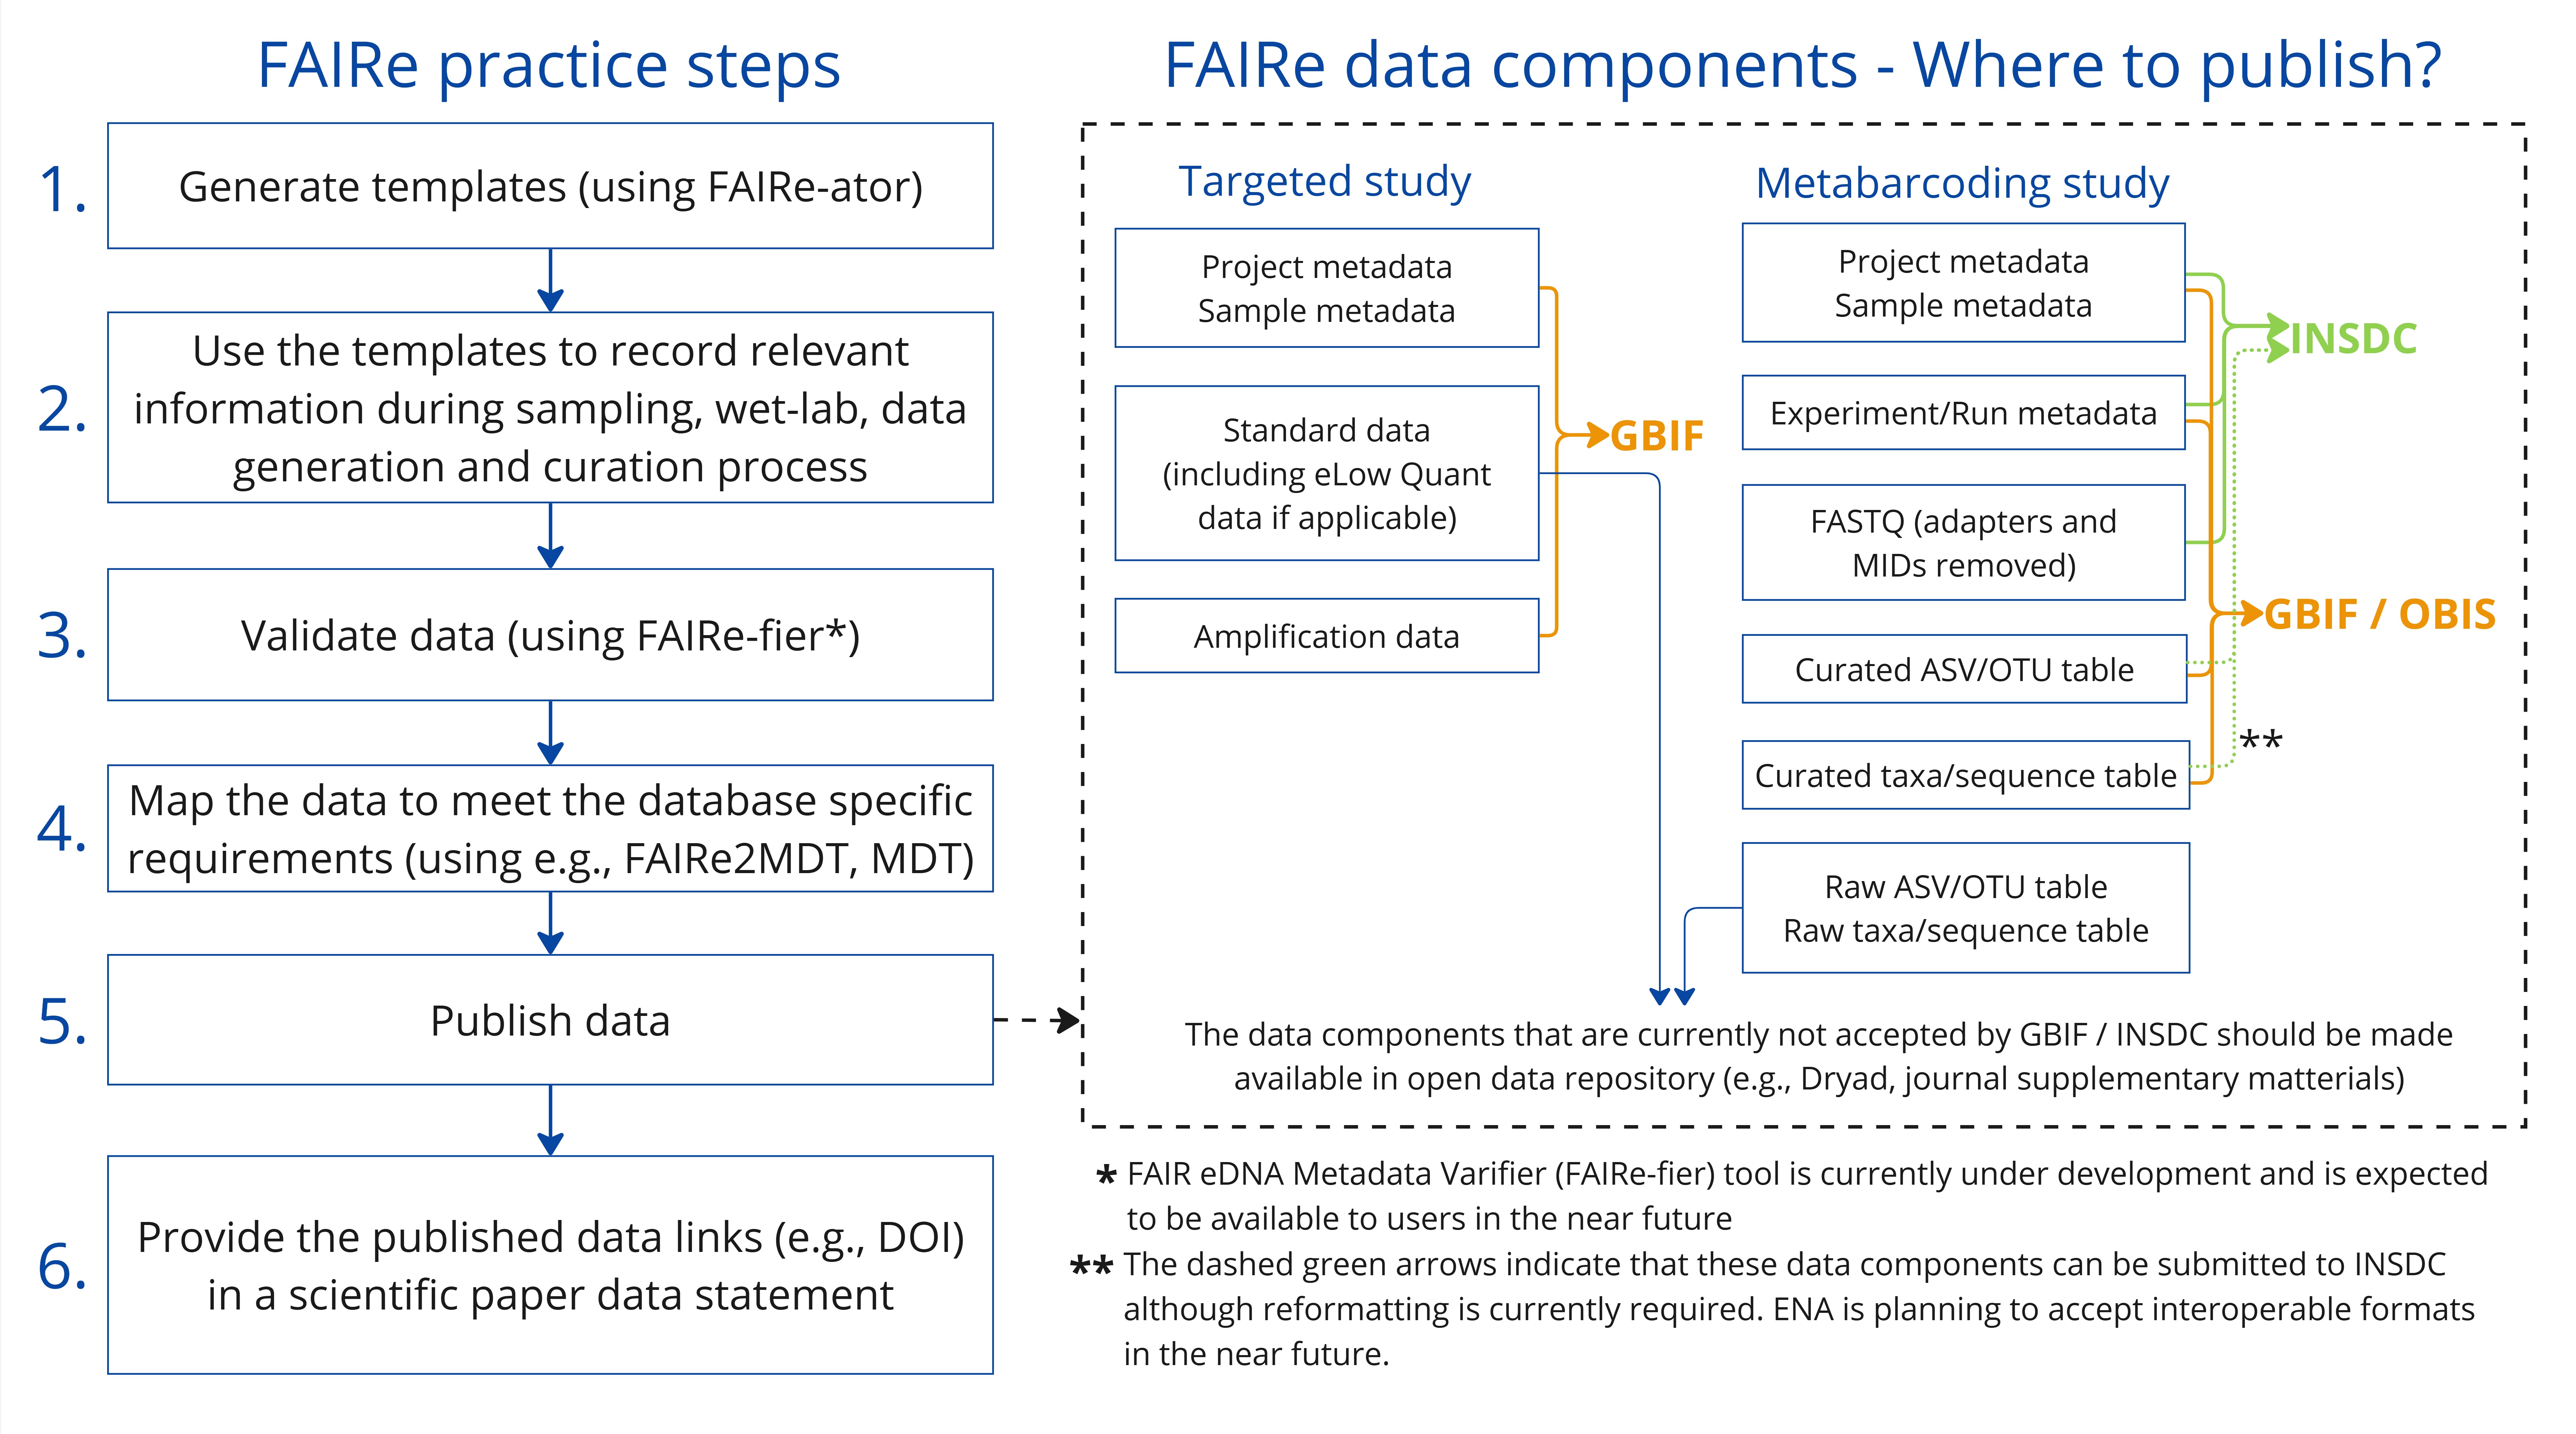 FAIRe practice steps
1.
Generate templates (using FAIRe-ator)
2.
Use the templates to record relevant
information during sampling, wet-lab, data
generation and curation process
3.
Validate data (using FAIRe-fier*)
4.
Map the data to meet the database specific
requirements (using e.g., FAIRe2MDT, MDT)
5.
Publish data
6.
Provide the published data links (e.g., DOI)
in a scientific paper data statement
FAIRe data components - Where to publish?
Targeted study
Project metadata
Sample metadata
Standard data
(including eLow Quant
data if applicable)
Amplification data
GBIF
Metabarcoding study
Project metadata
Sample metadata
Experiment/Run metadata
FASTQ (adapters and
MIDs removed)
Curated ASV/OTU table
Curated taxa/sequence table
Raw ASV/OTU table
Raw taxa/sequence table
INSDC
GBIF / OBIS
**
The data components that are currently not accepted by GBIF / INSDC should be made
available in open data repository (e.g., Dryad, journal supplementary matterials)
* FAIR eDNA Metadata Varifier (FAIRe-fier) tool is currently under development and is expected
to be available to users in the near future
** The dashed green arrows indicate that these data components can be submitted to INSDC
although reformatting is currently required. ENA is planning to accept interoperable formats
in the near future.